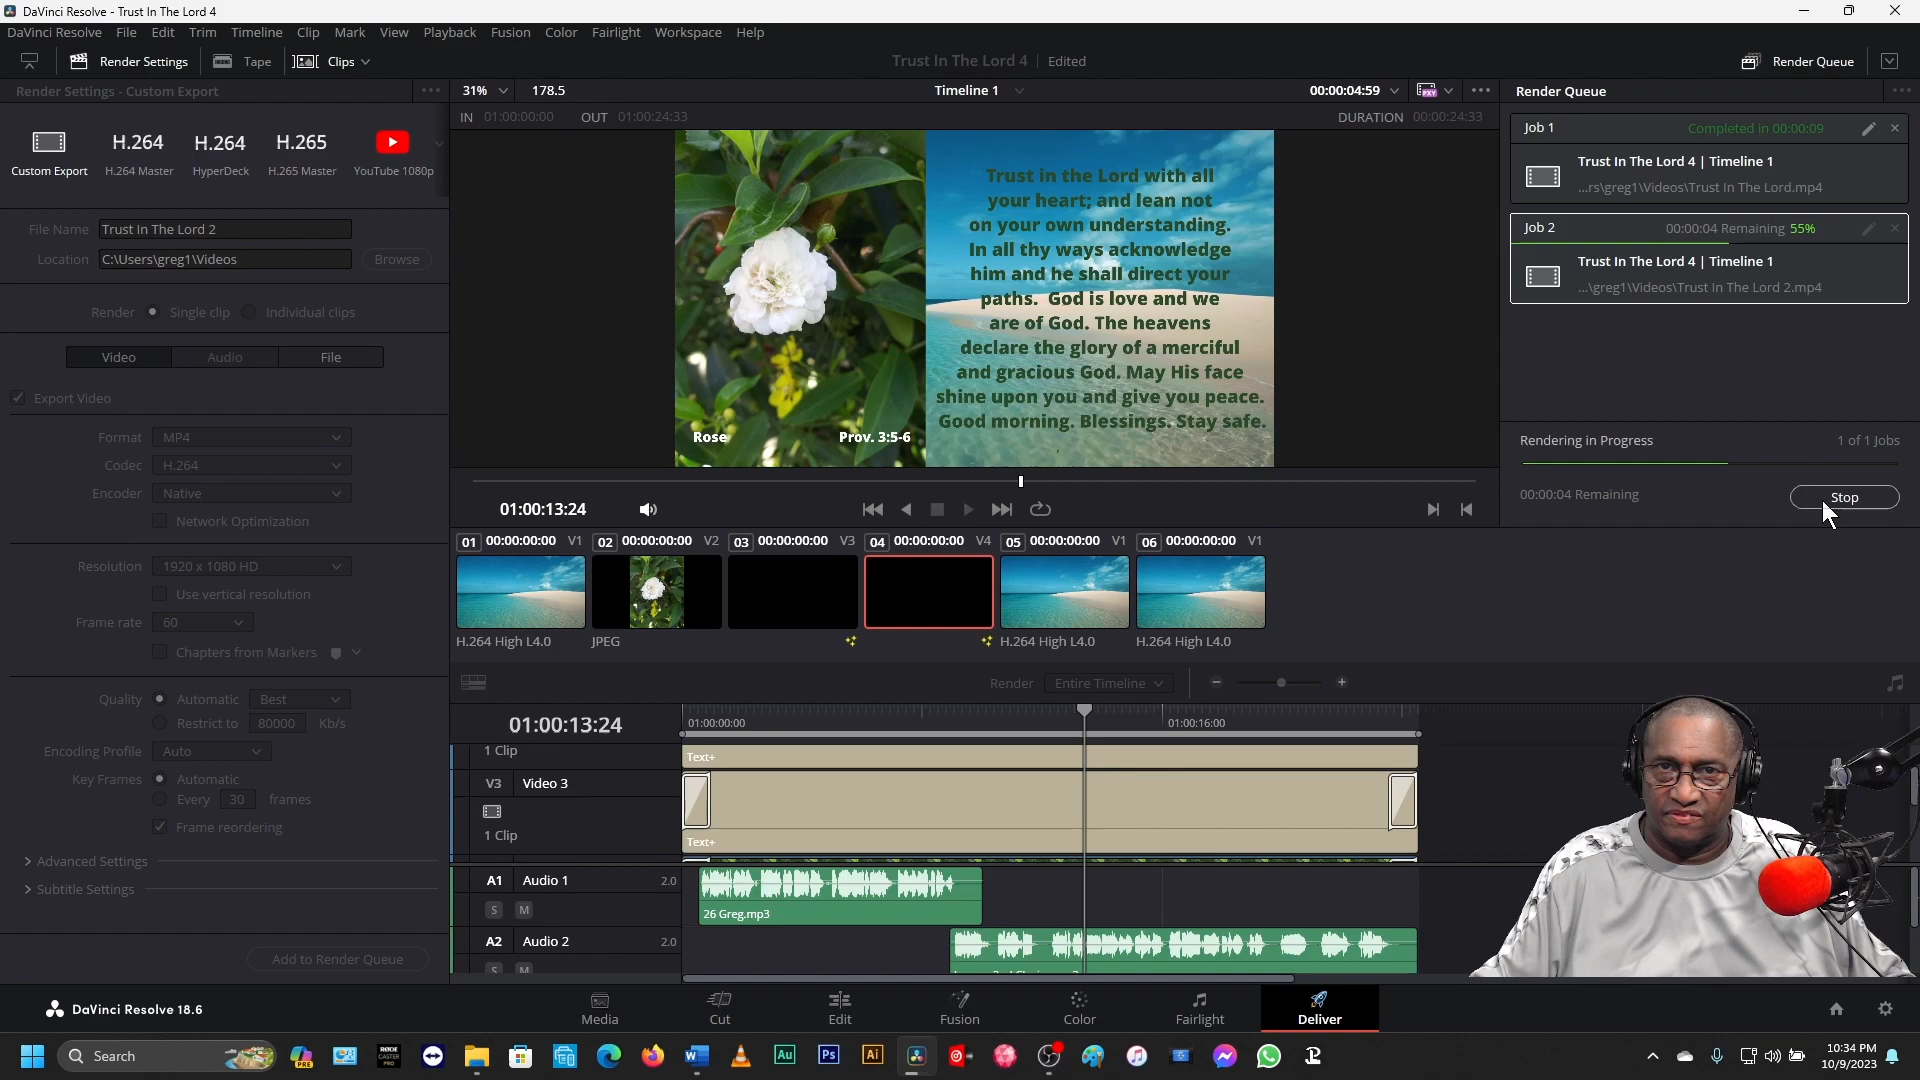 DaVinci Resolve - Trust In The Lord 4
DaVinci Resolve File Edit Trim Timeline Clip Mark View Playback Fusion Color Fairlight Workspace Help
Render Settings Tape Clips Trust In The Lord 4 Edited Render Queue
Render Settings - Custom Export
31% 178.5 Timeline 1 00:00:04:59 PXY
Render Queue
IN 01:00:00:00 OUT 01:00:24:33 DURATION 00:00:24:33
H.264 H.264 H.265
Custom Export H.264 Master HyperDeck H.265 Master YouTube 1080p
File Name Trust In The Lord 2
Location C:\Users\greg1\Videos Browse
Render Single clip Individual clips
Video Audio File
Export Video
Format MP4
Codec H.264
Encoder Native
Network Optimization
Resolution 1920 x 1080 HD
Use vertical resolution
Frame rate 60
Chapters from Markers
Quality Automatic Best
Restrict to 80000 Kb/s
Encoding Profile Auto
Key Frames Automatic
Every 30 frames
Frame reordering
Advanced Settings
Subtitle Settings
Add to Render Queue
Trust in the Lord with all
your heart; and lean not
on your own understanding.
In all thy ways acknowledge
him and he shall direct your
paths. God is love and we
are of God. The heavens
declare the glory of a merciful
and gracious God. May His face
shine upon you and give you peace.
Good morning. Blessings. Stay safe.
Rose Prov. 3:5-6
Job 1 Completed in 00:00:09
Trust In The Lord 4 | Timeline 1
...rs\greg1\Videos\Trust In The Lord.mp4
Job 2 00:00:04 Remaining 55%
Trust In The Lord 4 | Timeline 1
...\greg1\Videos\Trust In The Lord 2.mp4
Rendering in Progress 1 of 1 Jobs
00:00:04 Remaining Stop
01:00:13:24
01 00:00:00:00 V1 02 00:00:00:00 V2 03 00:00:00:00 V3 04 00:00:00:00 V4 05 00:00:00:00 V1 06 00:00:00:00 V1
H.264 High L4.0 JPEG H.264 High L4.0 H.264 High L4.0
Render Entire Timeline
01:00:13:24 01:00:00:00 01:00:16:00
1 Clip Text+
V3 Video 3
1 Clip
Text+
A1 Audio 1 2.0
S M 26 Greg.mp3
A2 Audio 2 2.0
S M
DaVinci Resolve 18.6
Media Cut Edit Fusion Color Fairlight Deliver
Search PRE RØDECASTER PRO W Au Ps Ai
10:34 PM
10/9/2023